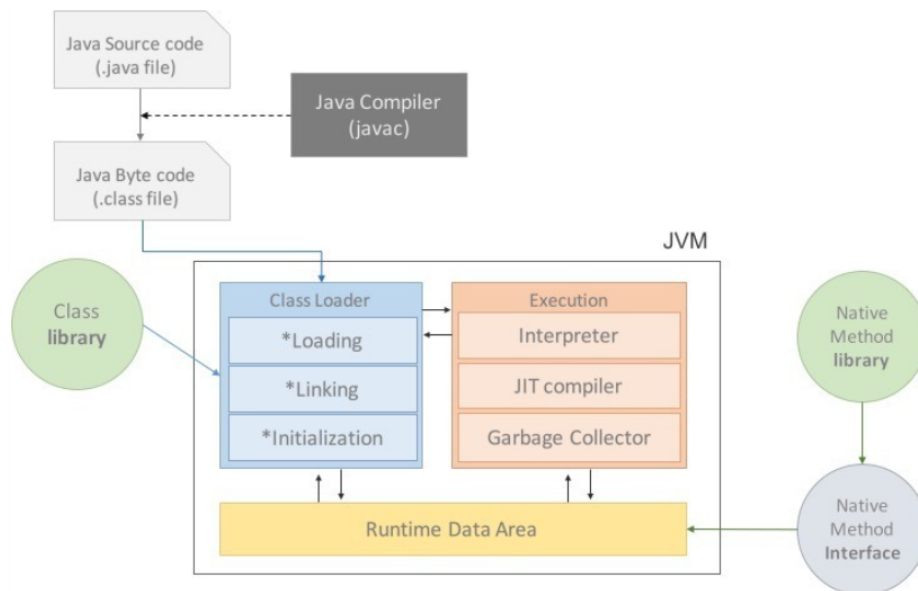 Java Source code
(.java file)
Java Compiler
(javac)
Java Byte code
(.class file)
JVM
Class
library
Class Loader
*Loading
*Linking
*Initialization
Execution
Interpreter
JIT compiler
Garbage Collector
Native
Method
library
Runtime Data Area
Native
Method
Interface